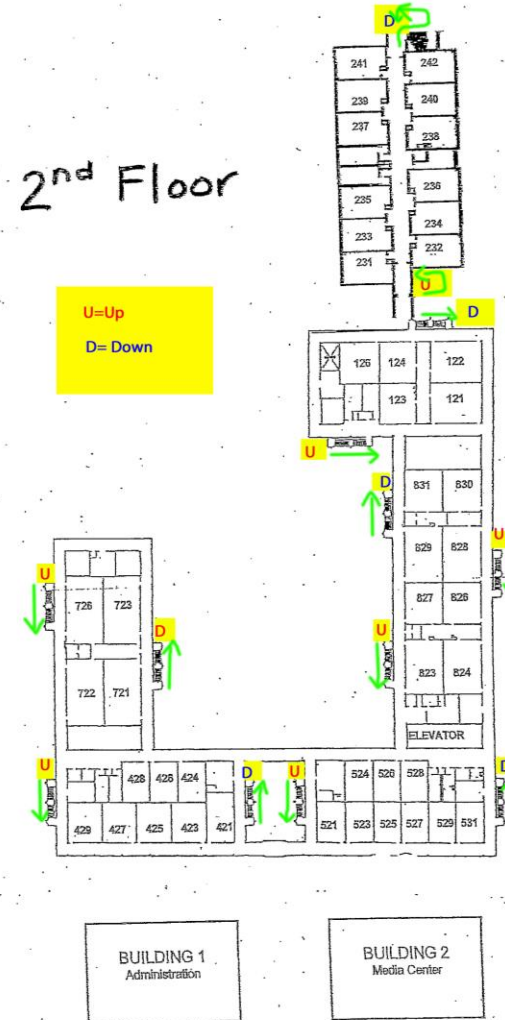 D
241 242
239 240
237 238
2nd Floor
235 236
233 234
231 232
U
U=Up
D= Down
D
126 124 122
123 121
U
D
831 830
U
829 828
U
726 723
827 826
D
U
722 721
823 824
ELEVATOR
U
D
U
D
428 426 424
524 526 528
429 427 425 423 421
521 523 525 527 529 531
BUILDING 1
Administration
BUILDING 2
Media Center